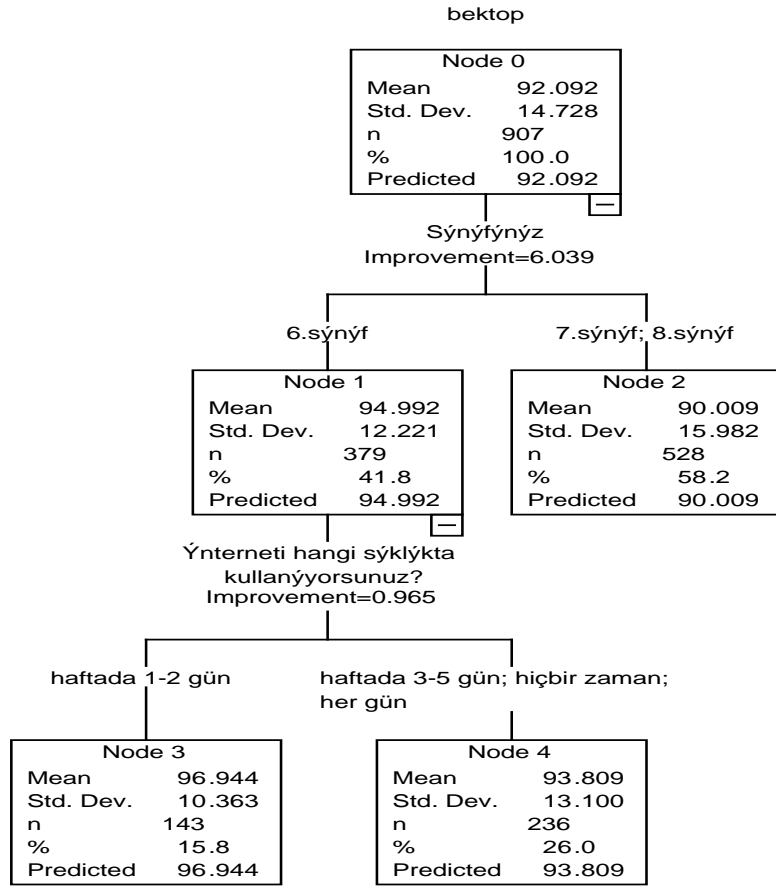 bektop
Node 0
Mean 92.092
Std. Dev. 14.728
n 907
% 100.0
Predicted 92.092
Sýnýfýnýz
Improvement=6.039
6.sýnýf
7.sýnýf; 8.sýnýf
Node 1
Mean 94.992
Std. Dev. 12.221
n 379
% 41.8
Predicted 94.992
Node 2
Mean 90.009
Std. Dev. 15.982
n 528
% 58.2
Predicted 90.009
Ýnterneti hangi sýklýkta
kullanýyorsunuz?
Improvement=0.965
haftada 1-2 gün
haftada 3-5 gün; hiçbir zaman;
her gün
Node 3
Mean 96.944
Std. Dev. 10.363
n 143
% 15.8
Predicted 96.944
Node 4
Mean 93.809
Std. Dev. 13.100
n 236
% 26.0
Predicted 93.809